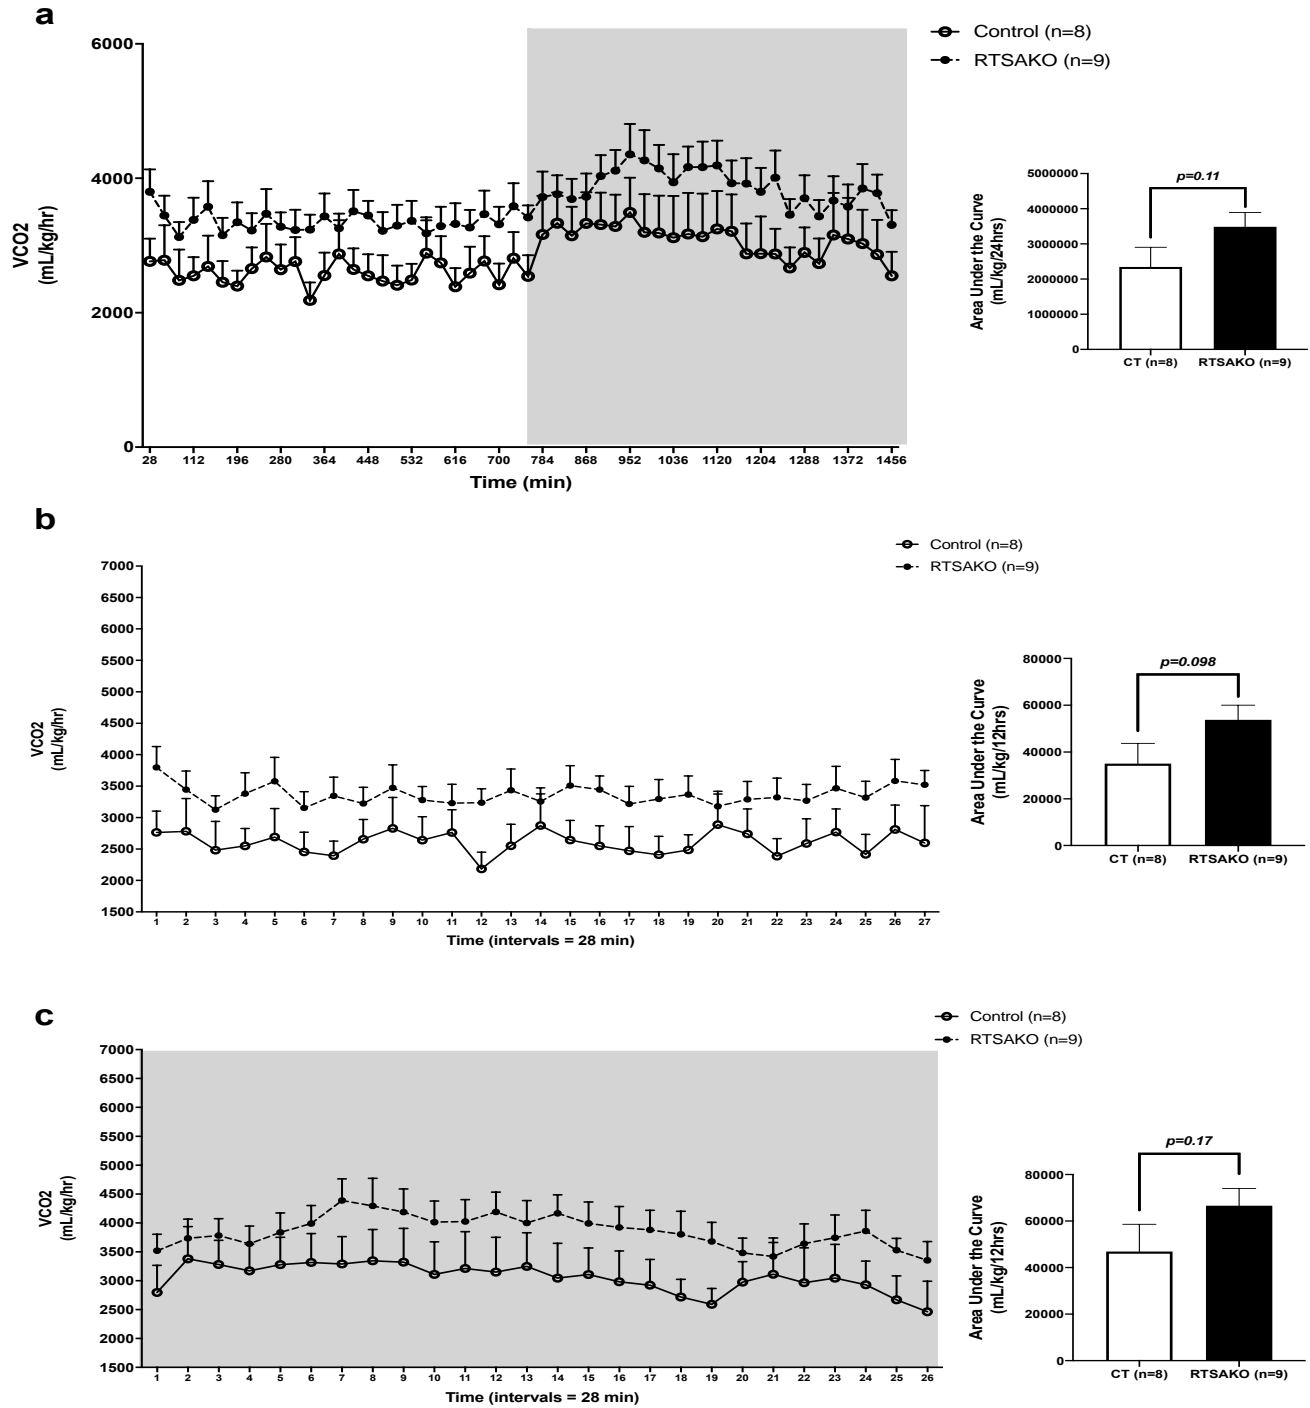 a
Control (n=8)
RTSAKO (n=9)
VCO2
(mL/kg/hr)
6000
4000
2000
0
28 112 196 280 364 448 532 616 700 784 868 952 1036 1120 1204 1288 1372 1456
Time (min)
Area Under the Curve
(mL/kg/24hrs)
5000000
4000000
3000000
2000000
1000000
0
p=0.11
CT (n=8) RTSAKO (n=9)
b
Control (n=8)
RTSAKO (n=9)
VCO2
(mL/kg/hr)
7000
6500
6000
5500
5000
4500
4000
3500
3000
2500
2000
1500
1 2 3 4 5 6 7 8 9 10 11 12 13 14 15 16 17 18 19 20 21 22 23 24 25 26 27
Time (intervals = 28 min)
Area Under the Curve
(mL/kg/12hrs)
80000
60000
40000
20000
0
p=0.098
CT (n=8) RTSAKO (n=9)
c
Control (n=8)
RTSAKO (n=9)
VCO2
(mL/kg/hr)
7000
6500
6000
5500
5000
4500
4000
3500
3000
2500
2000
1500
1 2 3 4 5 6 7 8 9 10 11 12 13 14 15 16 17 18 19 20 21 22 23 24 25 26
Time (intervals = 28 min)
Area Under the Curve
(mL/kg/12hrs)
80000
60000
40000
20000
0
p=0.17
CT (n=8) RTSAKO (n=9)